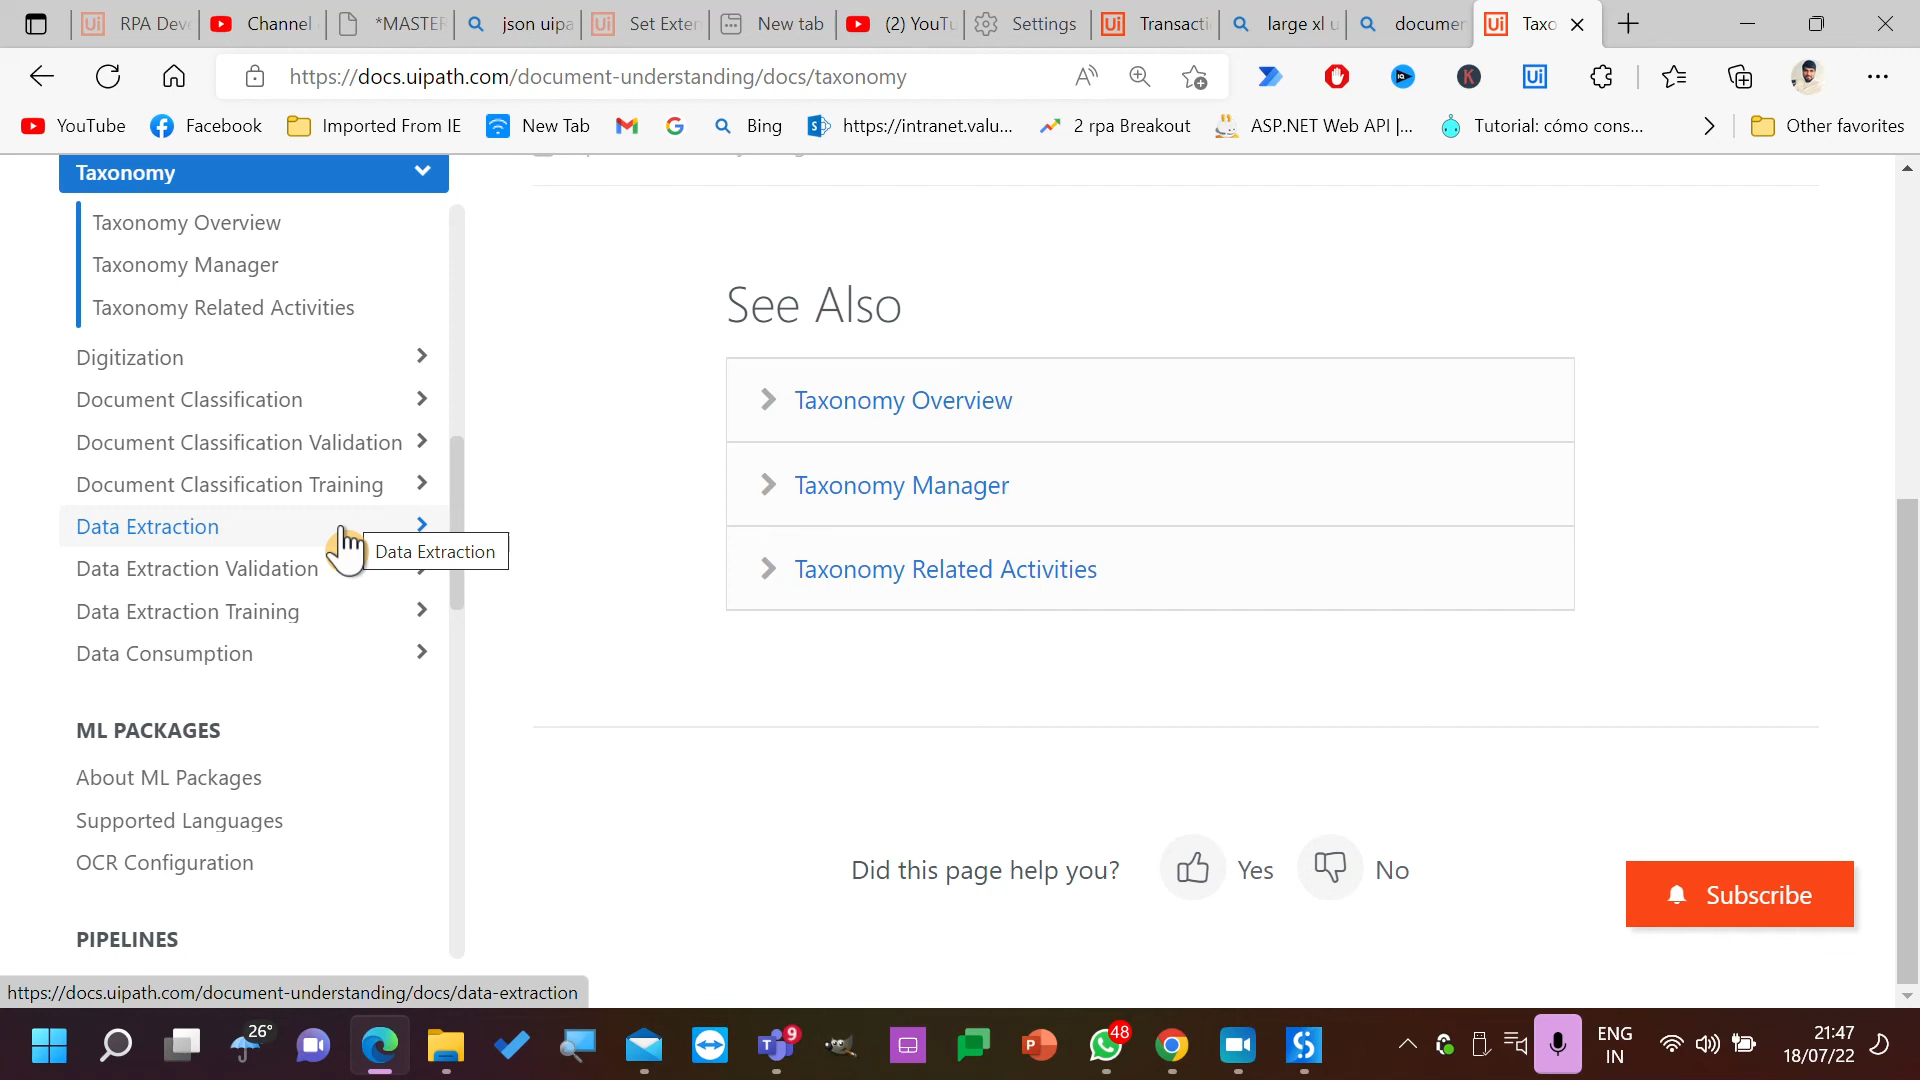 RPA Dev
Channel
*MASTER
json uipa
Set Exter
New tab
(2) YouTu
Settings
Transacti
large xl u
documen
Taxo
https://docs.uipath.com/document-understanding/docs/taxonomy
YouTube
Facebook
Imported From IE
New Tab
Bing
https://intranet.valu...
2 rpa Breakout
ASP.NET Web API |...
Tutorial: cómo cons...
Other favorites
Taxonomy
Taxonomy Overview
Taxonomy Manager
Taxonomy Related Activities
Digitization
Document Classification
Document Classification Validation
Document Classification Training
Data Extraction
Data Extraction
Data Extraction Validation
Data Extraction Training
Data Consumption
ML PACKAGES
About ML Packages
Supported Languages
OCR Configuration
PIPELINES
See Also
Taxonomy Overview
Taxonomy Manager
Taxonomy Related Activities
Did this page help you?
Yes
No
Subscribe
https://docs.uipath.com/document-understanding/docs/data-extraction
26°
9
48
ENG
IN
21:47
18/07/22